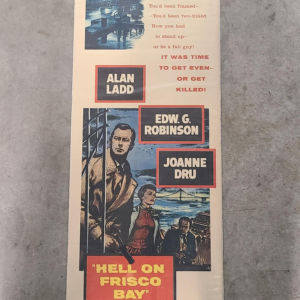 You'd been framed—
—You'd been two-timed
Now you had
to stand up—
or be a fall guy!
IT WAS TIME
TO GET EVEN—
OR GET
KILLED!
ALAN
LADD
EDW. G.
ROBINSON
JOANNE
DRU
"HELL ON
FRISCO
BAY"